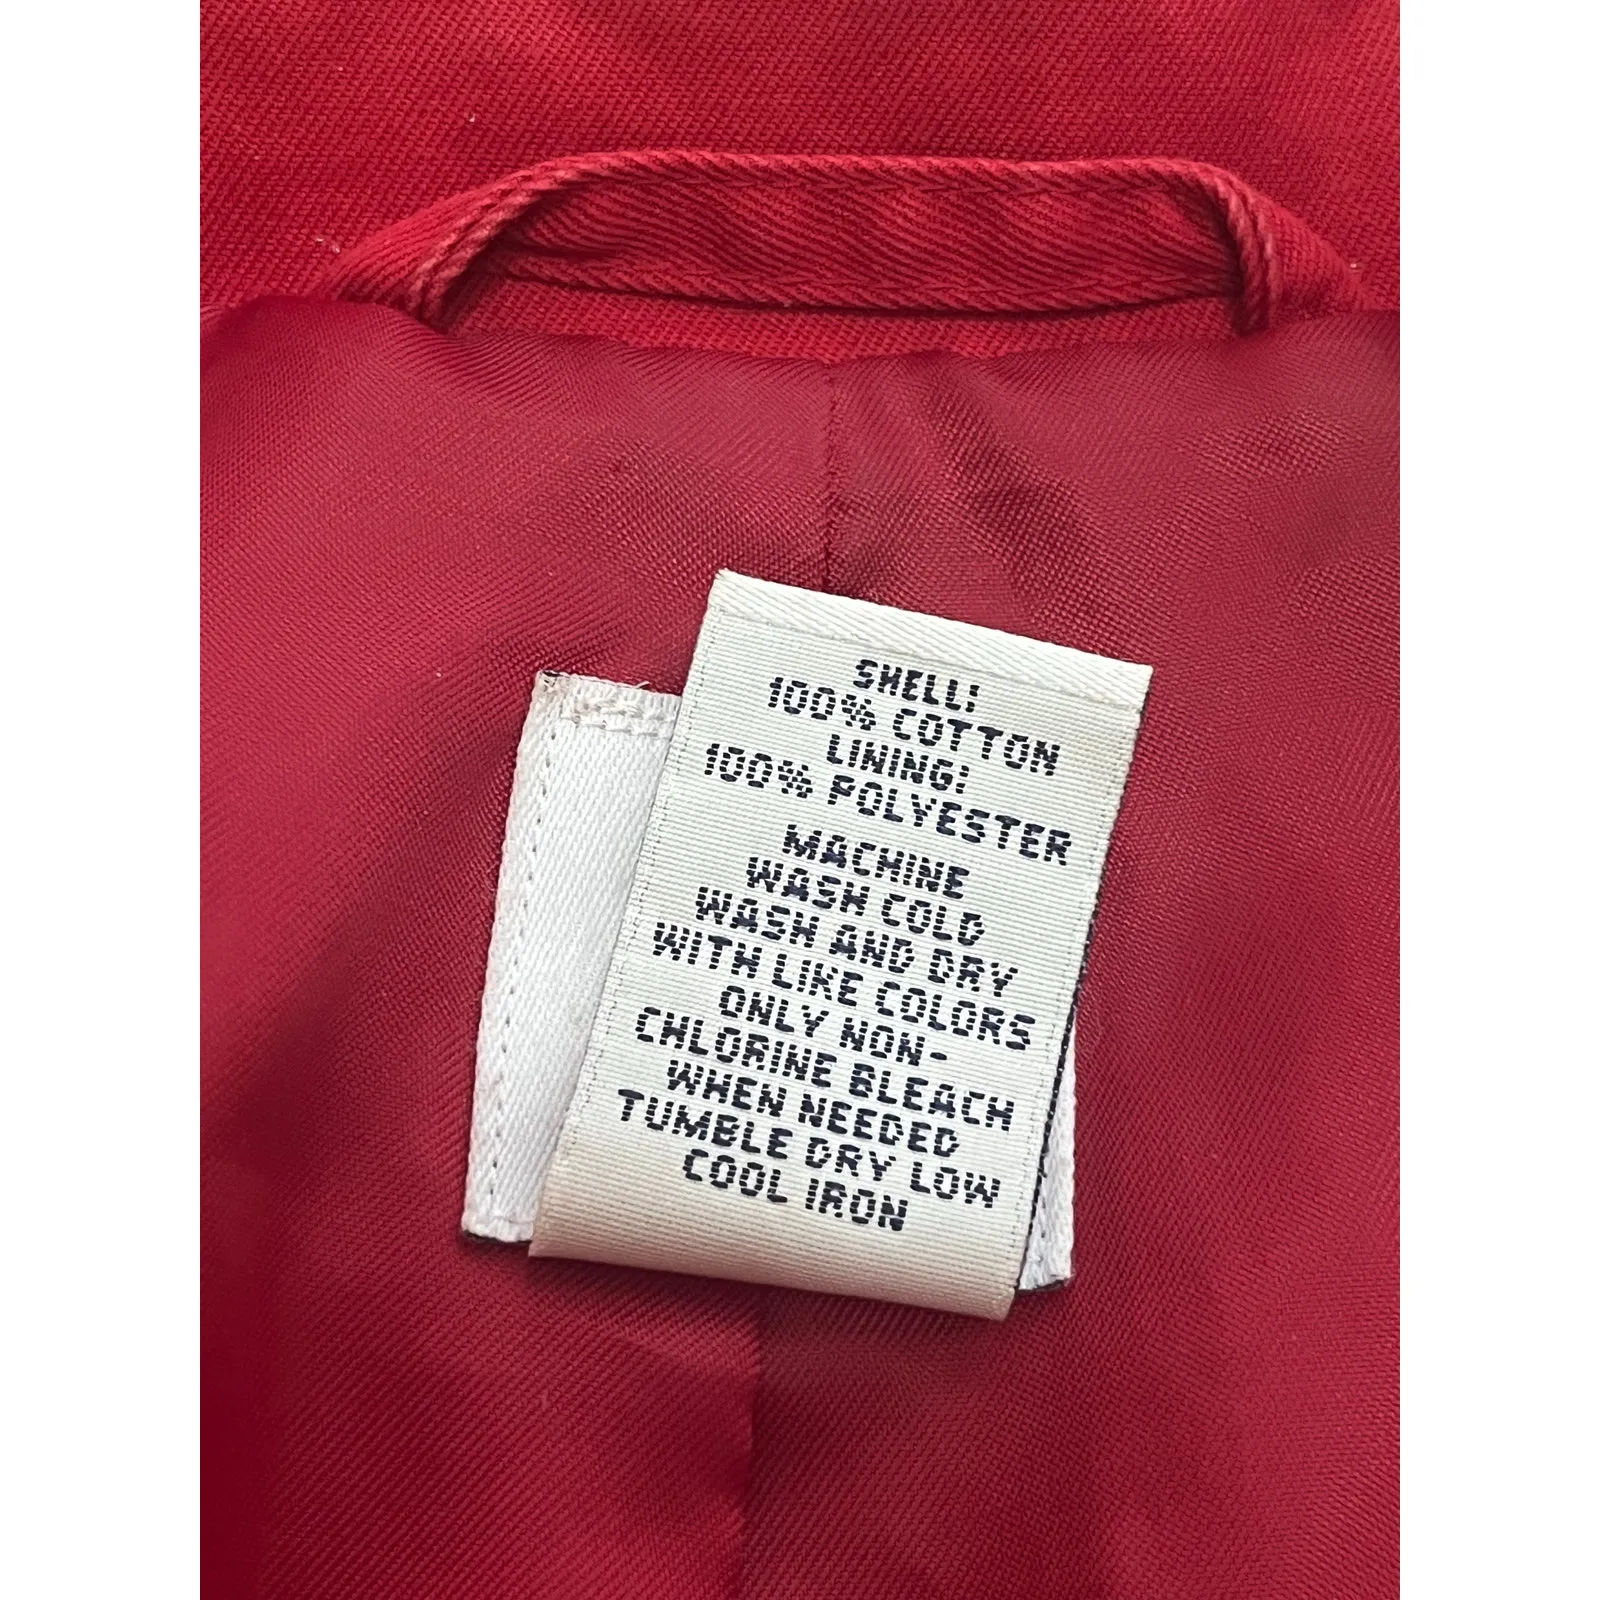 SHELL:
100% COTTON
LINING:
100% POLYESTER
MACHINE
WASH COLD
WASH AND DRY
WITH LIKE COLORS
ONLY NON-
CHLORINE BLEACH
WHEN NEEDED
TUMBLE DRY LOW
COOL IRON